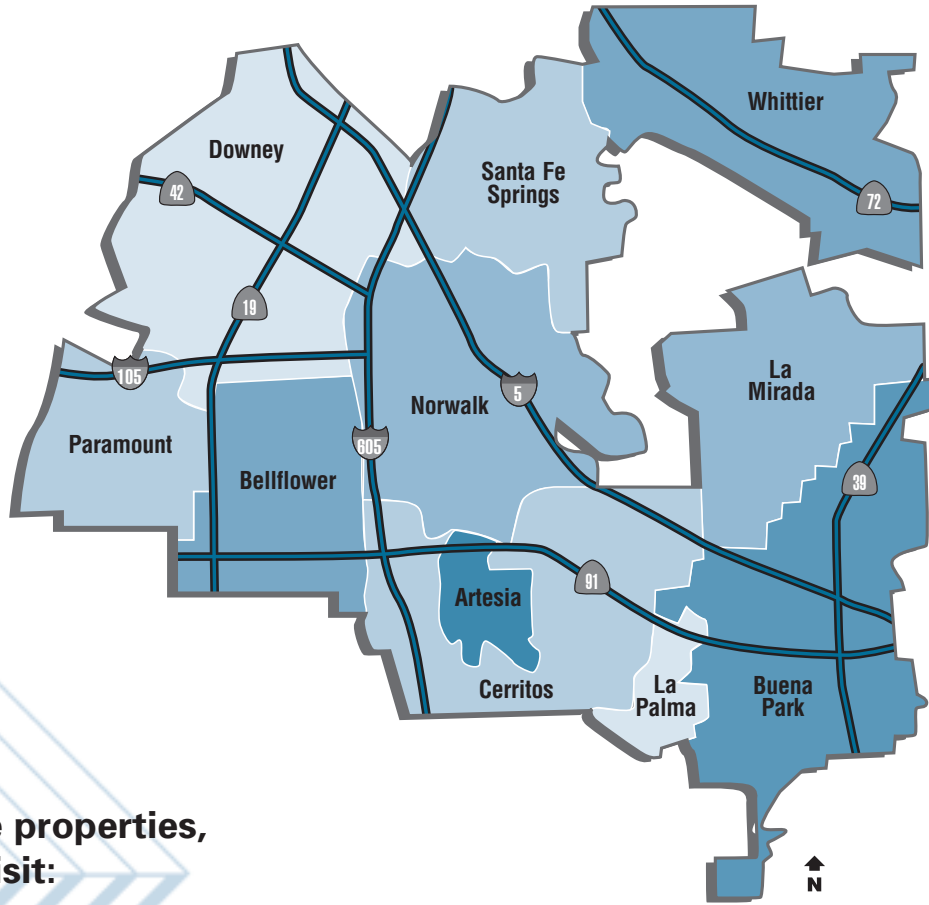 Whittier
Downey
Santa Fe
Springs
42
72
19
La
Mirada
105
5
Norwalk
Paramount
605
Bellflower
39
91
Artesia
Cerritos
La
Palma
Buena
Park
properties,
N